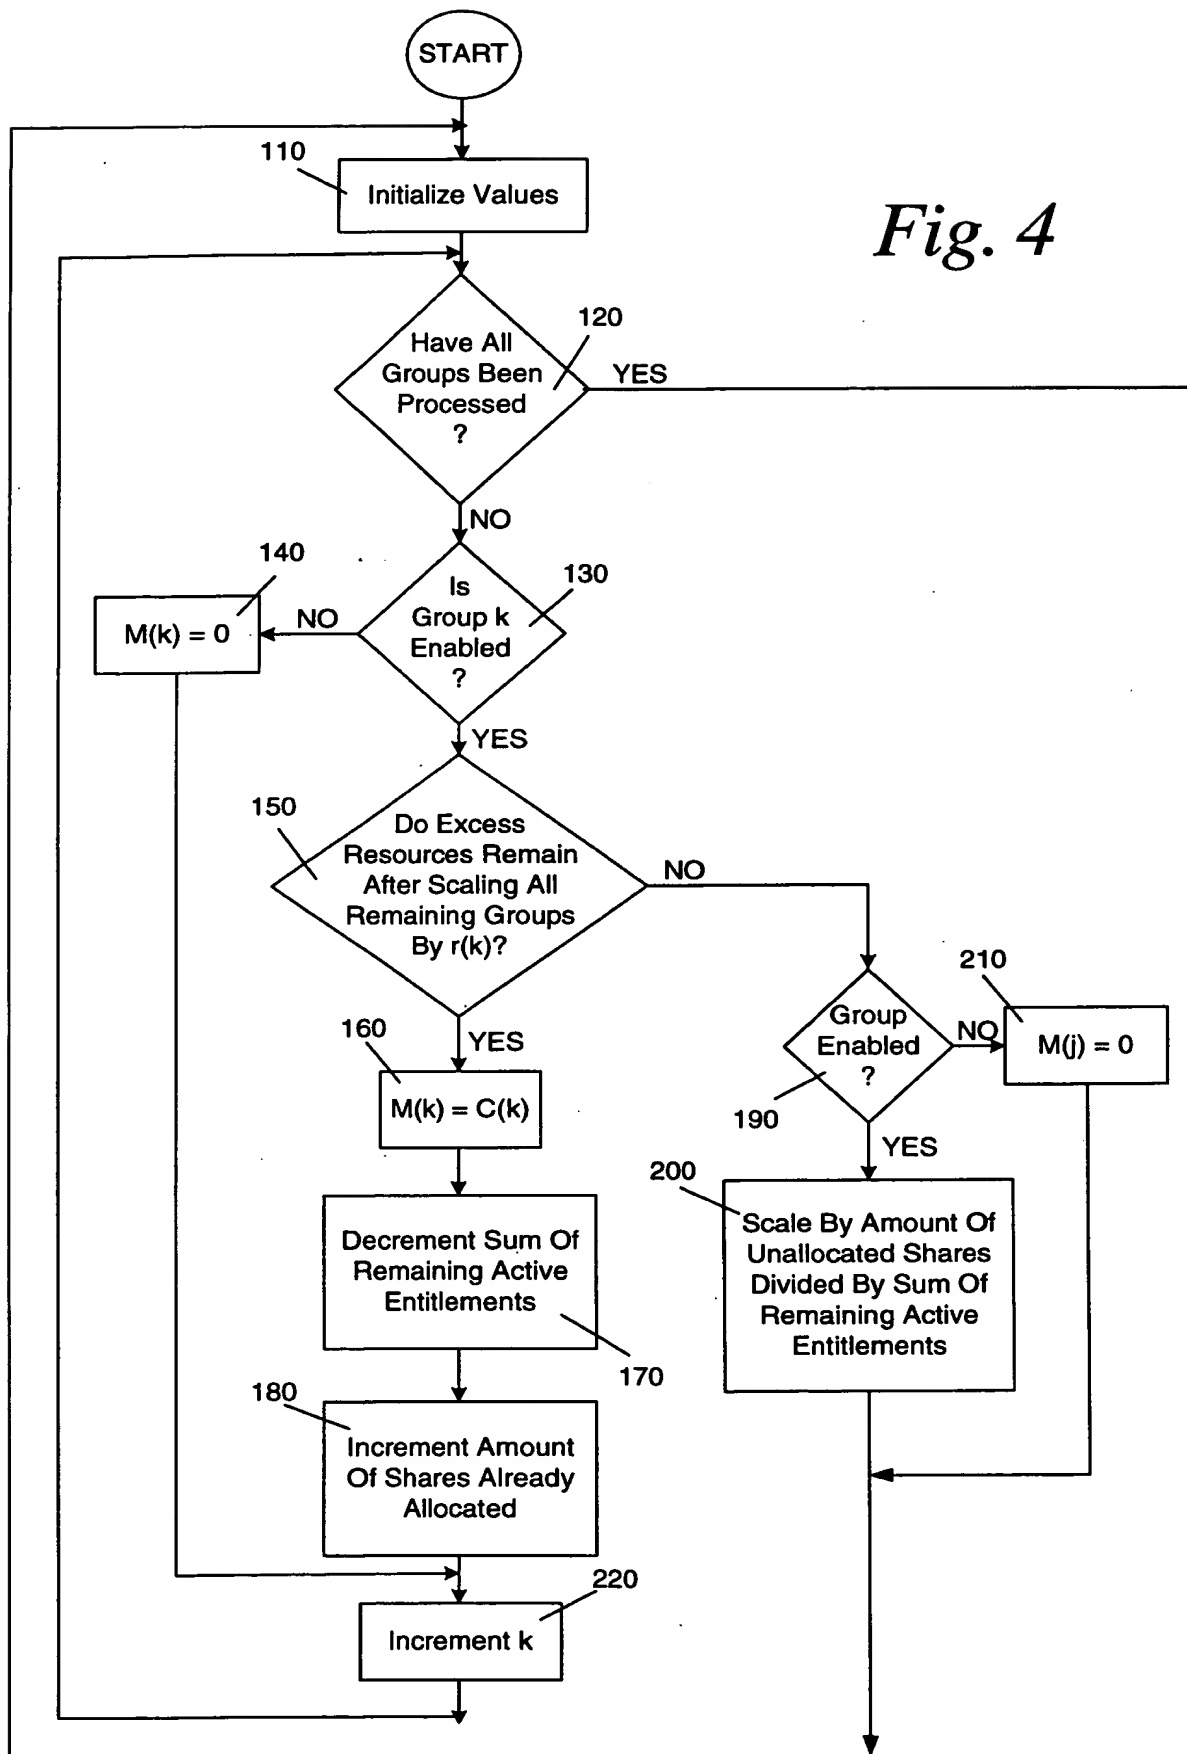 START
110
Initialize Values
Fig. 4
120
Have All
Groups Been
Processed
?
YES
NO
140
130
Is
Group k
Enabled
?
NO
M(k) = 0
YES
150
Do Excess
Resources Remain
After Scaling All
Remaining Groups
By r(k)?
NO
210
160
YES
Group
Enabled
?
NO
M(j) = 0
190
M(k) = C(k)
YES
200
Decrement Sum Of
Remaining Active
Entitlements
170
Scale By Amount Of
Unallocated Shares
Divided By Sum Of
Remaining Active
Entitlements
180
Increment Amount
Of Shares Already
Allocated
220
Increment k